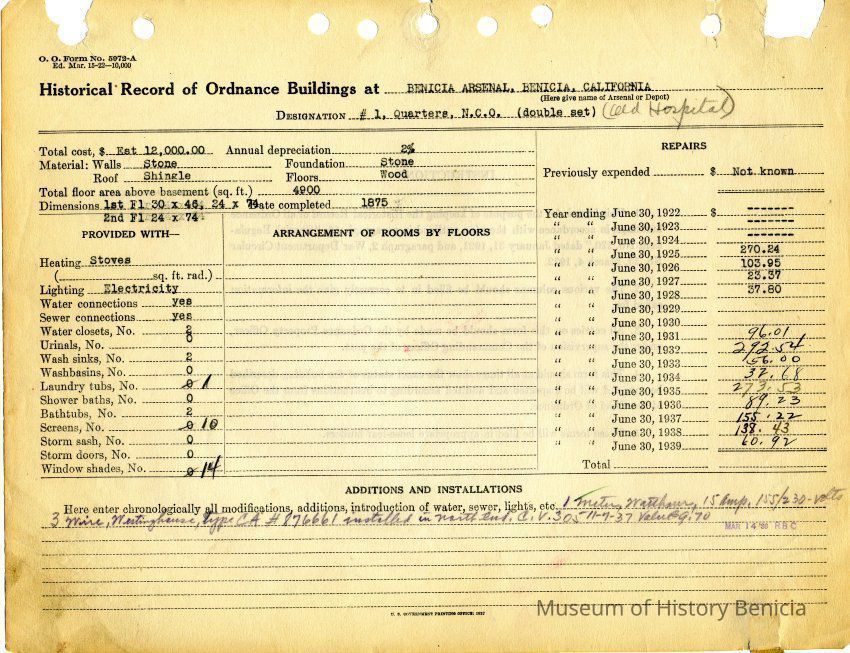 O. O. Form No. 5972-A
Ed. Mar. 15-22—10,000
Historical Record of Ordnance Buildings at BENICIA ARSENAL, BENICIA, CALIFORNIA
(Here give name of Arsenal or Depot)
DESIGNATION # 1, Quarters, N.C.O. (double set) (Old Hospital)
Total cost, $ Est 12,000.00 Annual depreciation 2%
Material: Walls Stone Foundation Stone
Roof Shingle Floors Wood
Total floor area above basement (sq. ft.) 4900
Dimensions 1st Fl 30 x 46, 24 x 74 Date completed 1875
2nd Fl 24 x 74
PROVIDED WITH—
Heating Stoves
( sq. ft. rad.)
Lighting Electricity
Water connections yes
Sewer connections yes
Water closets, No. 2
Urinals, No. 0
Wash sinks, No. 2
Washbasins, No. 0
Laundry tubs, No. 0 1
Shower baths, No. 0
Bathtubs, No. 2
Screens, No. 0 10
Storm sash, No. 0
Storm doors, No. 0
Window shades, No. 0 14
ARRANGEMENT OF ROOMS BY FLOORS
REPAIRS
Previously expended $ Not known
Year ending June 30, 1922 $ -------
" " June 30, 1923 -------
" " June 30, 1924 -------
" " June 30, 1925 270.24
" " June 30, 1926 103.95
" " June 30, 1927 23.37
" " June 30, 1928 37.80
" " June 30, 1929
" " June 30, 1930
" " June 30, 1931 96.01
" " June 30, 1932 292.54
" " June 30, 1933 156.00
" " June 30, 1934 32.68
" " June 30, 1935 273.53
" " June 30, 1936 89.23
" " June 30, 1937 155.22
" " June 30, 1938 138.43
" " June 30, 1939 60.92
Total
ADDITIONS AND INSTALLATIONS
Here enter chronologically all modifications, additions, introduction of water, sewer, lights, etc. 1 Meter, Watthour, 15 Amp, 155/230-volts
3 Wire, Westinghouse, type CA # 876661 installed in north end. C.V. 305 11-7-37 Value $9.70
MAR 14 38 R B C
U. S. GOVERNMENT PRINTING OFFICE: 1937
Museum of History Benicia